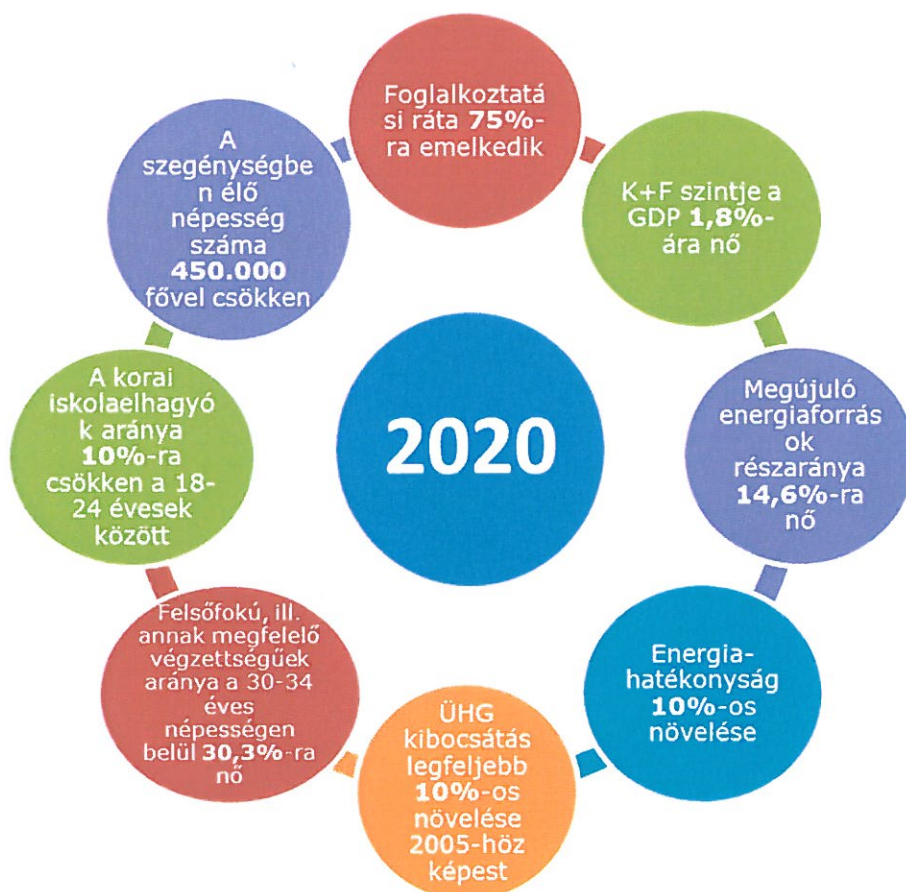 Foglalkoztatá
si ráta 75%-
ra emelkedik
K+F szintje a
GDP 1,8%-
ára nő
Megújuló
energiaforrás
ok
részaránya
14,6%-ra
nő
Energia-
hatékonyság
10%-os
növelése
ÜHG
kibocsátás
legfeljebb
10%-os
növelése
2005-höz
képest
Felsőfokú, ill.
annak megfelelő
végzettségűek
aránya a 30-34
éves
népességen
belül 30,3%-ra
nő
A korai
iskolaelhagyó
k aránya
10%-ra
csökken a 18-
24 évesek
között
A
szegénységbe
n élő
népesség
száma
450.000
fővel csökken
2020